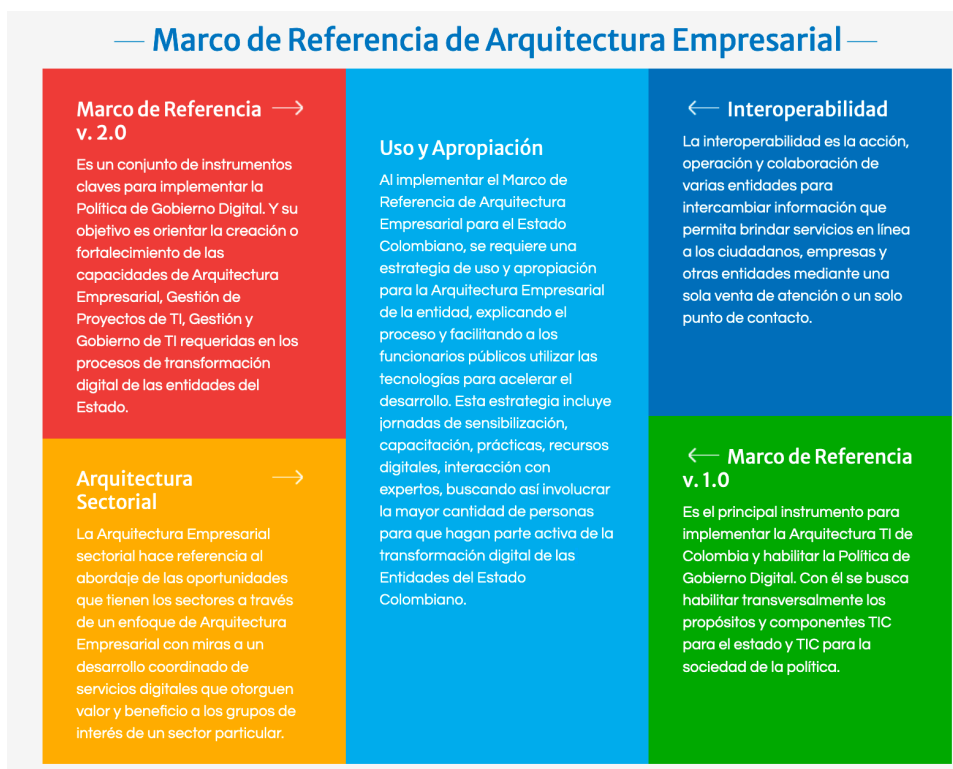 Marco de Referencia de Arquitectura Empresarial
Marco de Referencia
v. 2.0
Es un conjunto de instrumentos
claves para implementar la
Política de Gobierno Digital. Y su
objetivo es orientar la creación o
fortalecimiento de las
capacidades de Arquitectura
Empresarial, Gestión de
Proyectos de TI, Gestión y
Gobierno de TI requeridas en los
procesos de transformación
digital de las entidades del
Estado.
Arquitectura
Sectorial
La Arquitectura Empresarial
sectorial hace referencia al
abordaje de las oportunidades
que tienen los sectores a través
de un enfoque de Arquitectura
Empresarial con miras a un
desarrollo coordinado de
servicios digitales que otorguen
valor y beneficio a los grupos de
interés de un sector particular.
Uso y Apropiación
Al implementar el Marco de
Referencia de Arquitectura
Empresarial para el Estado
Colombiano, se requiere una
estrategia de uso y apropiación
para la Arquitectura Empresarial
de la entidad, explicando el
proceso y facilitando a los
funcionarios públicos utilizar las
tecnologías para acelerar el
desarrollo. Esta estrategia incluye
jornadas de sensibilización,
capacitación, prácticas, recursos
digitales, interacción con
expertos, buscando así involucrar
la mayor cantidad de personas
para que hagan parte activa de la
transformación digital de las
Entidades del Estado
Colombiano.
Interoperabilidad
La interoperabilidad es la acción,
operación y colaboración de
varias entidades para
intercambiar información que
permita brindar servicios en línea
a los ciudadanos, empresas y
otras entidades mediante una
sola venta de atención o un solo
punto de contacto.
Marco de Referencia
v. 1.0
Es el principal instrumento para
implementar la Arquitectura TI de
Colombia y habilitar la Política de
Gobierno Digital. Con él se busca
habilitar transversalmente los
propósitos y componentes TIC
para el estado y TIC para la
sociedad de la política.